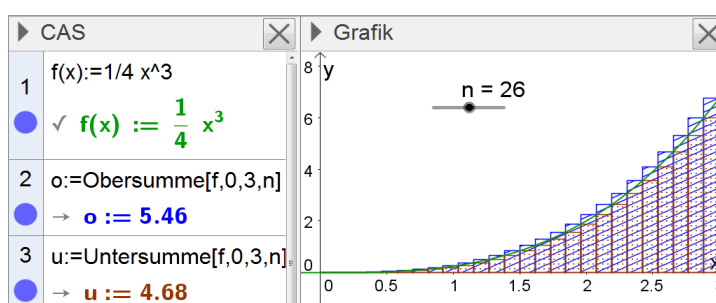 CAS
1
f(x):=1/4 x^3
✓ f(x) := 1/4 x³
2
o:=Obersumme[f,0,3,n]
→ o := 5.46
3
u:=Untersumme[f,0,3,n]
→ u := 4.68
Grafik
y
n = 26
8
6
4
2
0
0 0.5 1 1.5 2 2.5
x